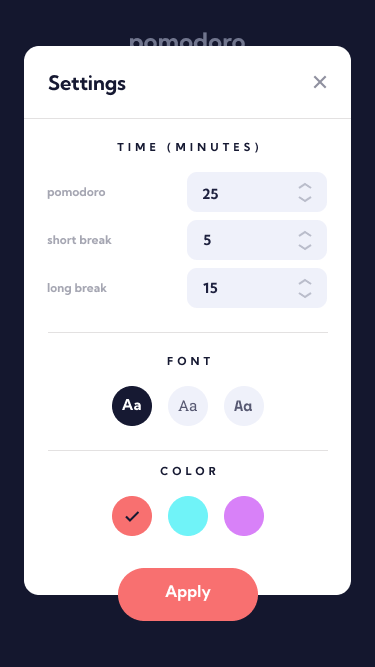 pomodoro
Settings
TIME (MINUTES)
pomodoro 25
short break 5
long break 15
FONT
Aa Aa Aa
COLOR
Apply